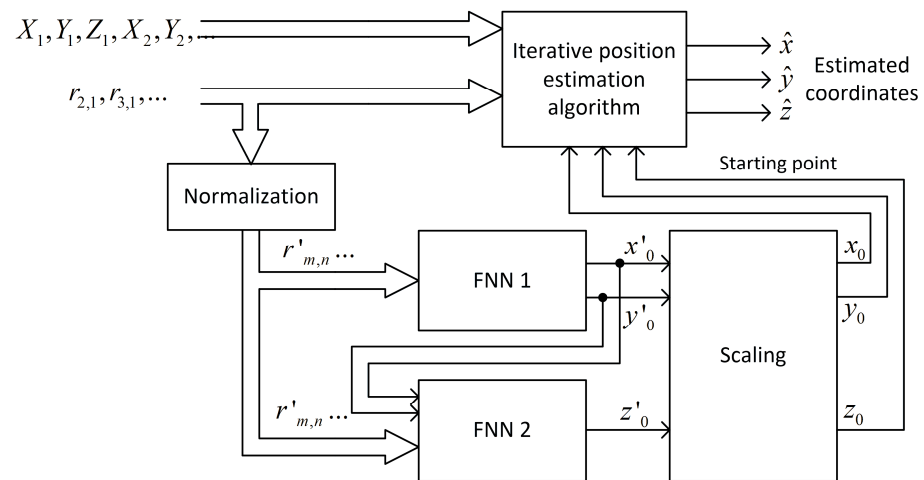 X₁, Y₁, Z₁, X₂, Y₂, ...
r₂,₁, r₃,₁, ...
Iterative position
estimation
algorithm
x̂
ŷ
ẑ
Estimated
coordinates
Starting point
Normalization
r'ₘ,ₙ ...
FNN 1
x'₀
y'₀
x₀
y₀
Scaling
r'ₘ,ₙ ...
FNN 2
z'₀
z₀